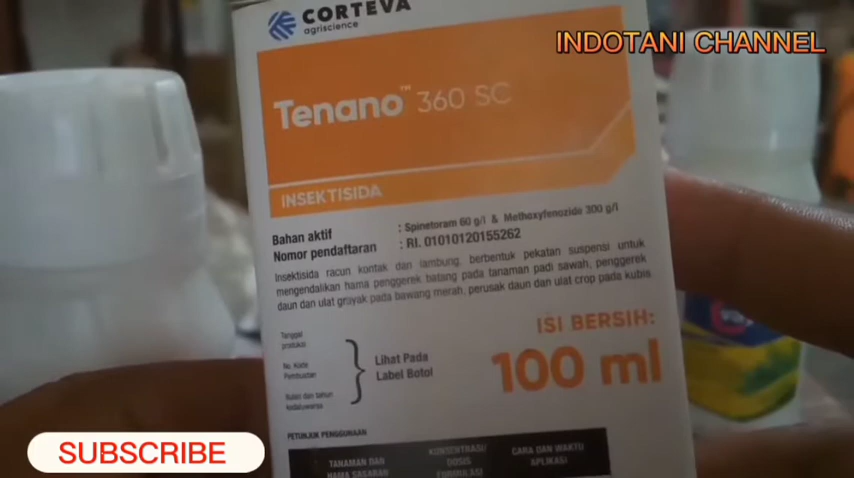 CORTEVA
agriscience
INDOTANI CHANNEL
Tenano™ 360 SC
INSEKTISIDA
Bahan aktif : Spinetoram 60 g/l & Methoxyfenozide 300 g/l
Nomor pendaftaran : RI. 01010120155262
Insektisida racun kontak dan lambung, berbentuk pekatan suspensi untuk
mengendalikan hama penggerek batang pada tanaman padi sawah, penggerek
daun dan ulat grayak pada bawang merah, perusak daun dan ulat crop pada kubis
ISI BERSIH:
100 ml
Tanggal
produksi
No. Kode
Pembuatan
Bulan dan tahun
kedaluwarsa
Lihat Pada
Label Botol
PETUNJUK PENGGUNAAN
TANAMAN DAN
HAMA SASARAN
KONSENTRASI/
DOSIS
FORMULASI
CARA DAN WAKTU
APLIKASI
SUBSCRIBE